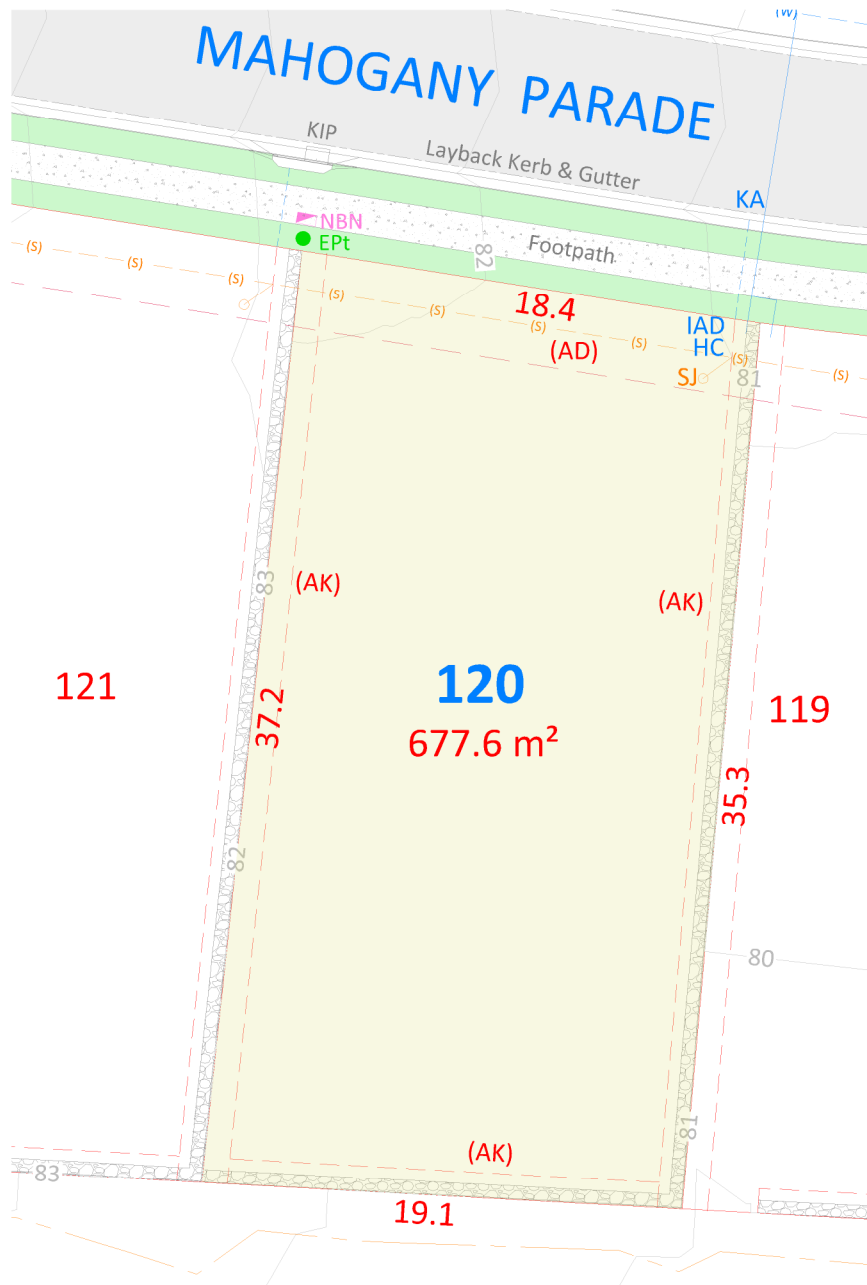 (W)
MAHOGANY PARADE
KIP
Layback Kerb & Gutter
KA
NBN
EPt
82
Footpath
(S)
(S)
(S)
(S)
(S)
(S)
(S)
(S)
(S)
18.4
IAD
HC
(AD)
SJ
81
83
(AK)
(AK)
121
120
677.6 m²
119
37.2
35.3
82
80
81
(AK)
83
19.1